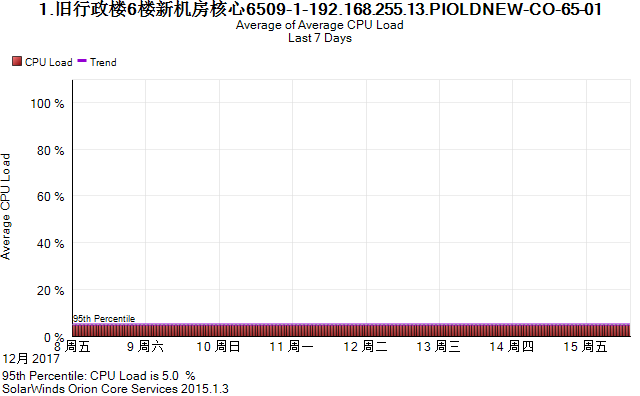 1.旧行政楼6楼新机房核心6509-1-192.168.255.13.PIOLDNEW-CO-65-01
Average of Average CPU Load
Last 7 Days
CPU Load Trend
100 %
80 %
60 %
40 %
20 %
0 %
Average CPU Load
95th Percentile
8 周五 9 周六 10 周日 11 周一 12 周二 13 周三 14 周四 15 周五
12月 2017
95th Percentile: CPU Load is 5.0 %
SolarWinds Orion Core Services 2015.1.3